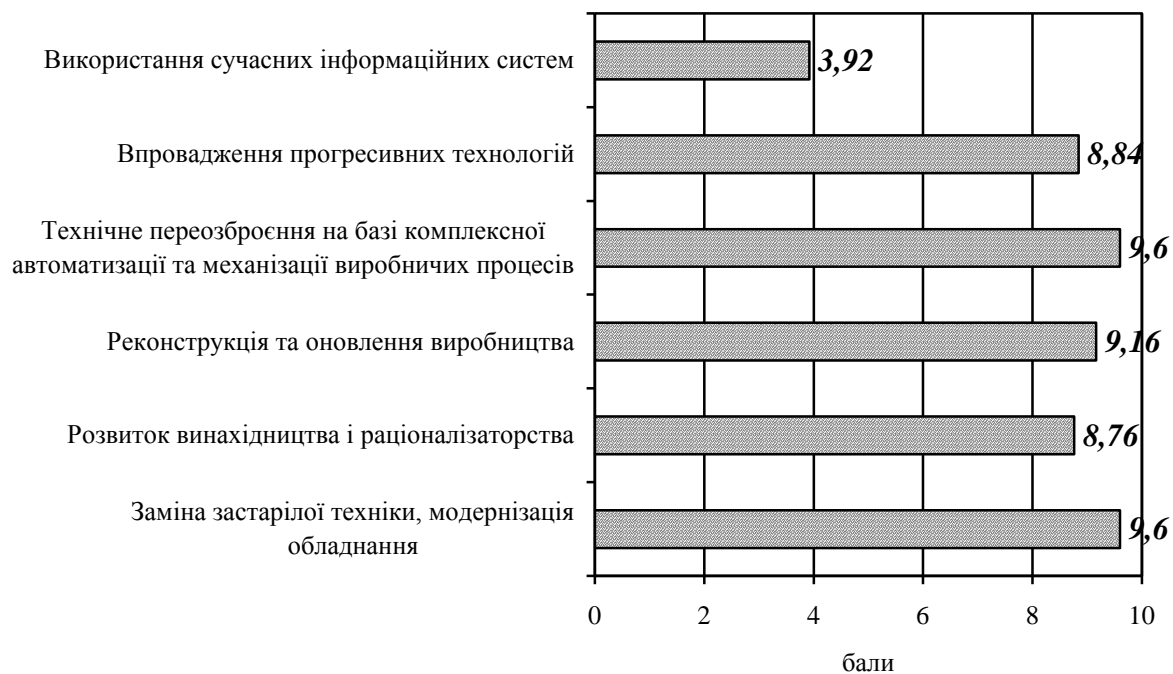 Використання сучасних інформаційних систем
3,92
Впровадження прогресивних технологій
8,84
Технічне переозброєння на базі комплексної
автоматизації та механізації виробничих процесів
9,6
Реконструкція та оновлення виробництва
9,16
Розвиток винахідництва і раціоналізаторства
8,76
Заміна застарілої техніки, модернізація
обладнання
9,6
0 2 4 6 8 10
бали